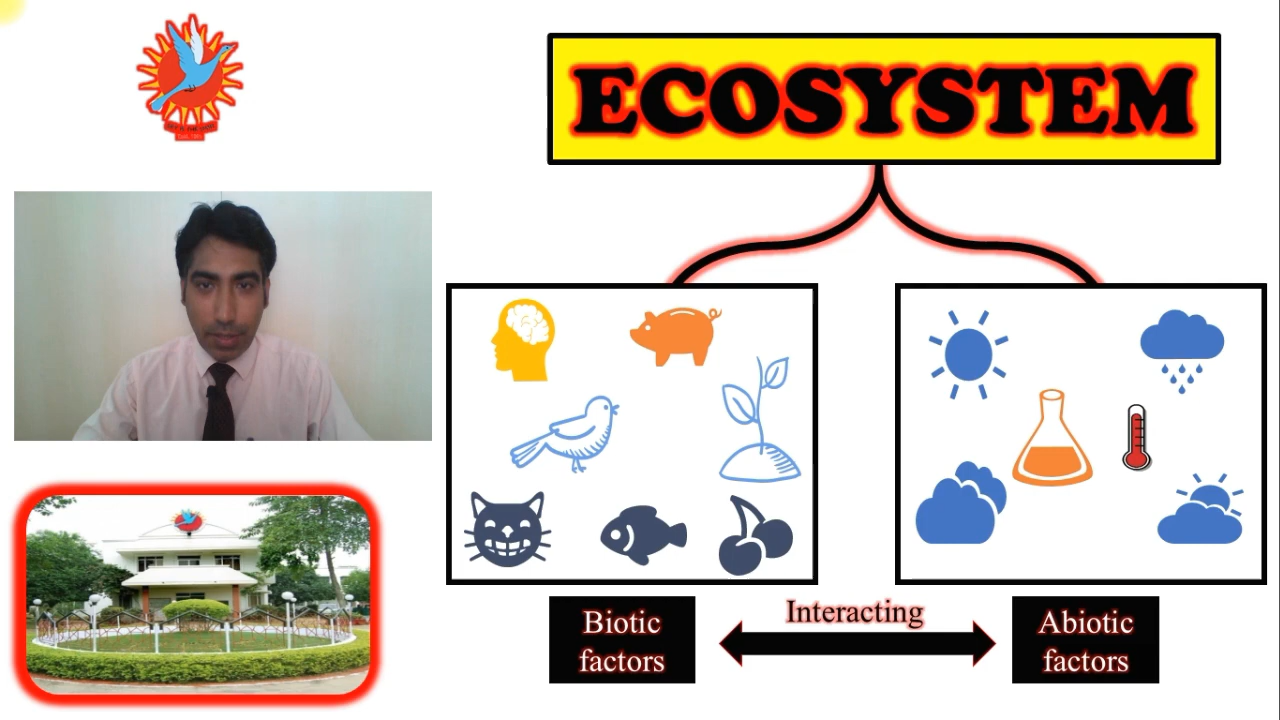 ECOSYSTEM
Interacting
Biotic
factors
Abiotic
factors